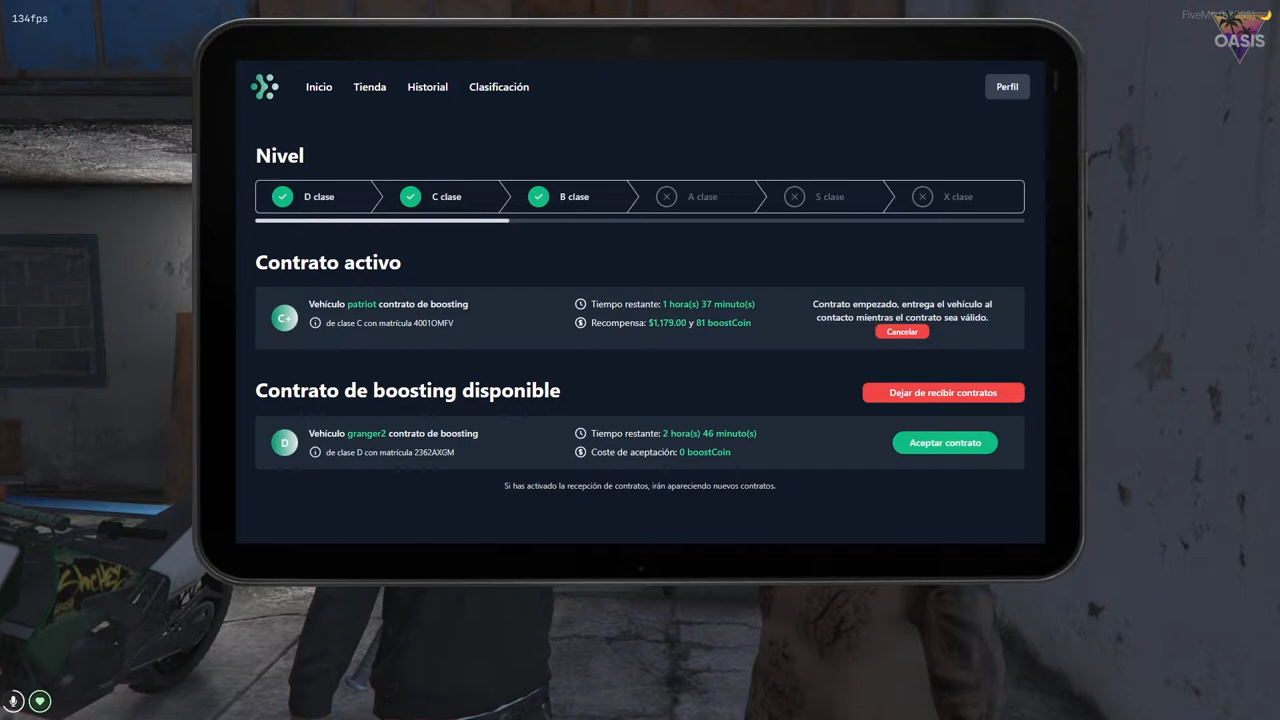 134fps
OASIS
Inicio
Tienda
Historial
Clasificación
Perfil
Nivel
D clase
C clase
B clase
A clase
S clase
X clase
Contrato activo
C+
Vehículo patriot contrato de boosting
de clase C con matrícula 4001OMFV
Tiempo restante: 1 hora(s) 37 minuto(s)
Recompensa: $1,179.00 y 81 boostCoin
Contrato empezado, entrega el vehículo al
contacto mientras el contrato sea válido.
Cancelar
Contrato de boosting disponible
Dejar de recibir contratos
D
Vehículo granger2 contrato de boosting
de clase D con matrícula 2362AXGM
Tiempo restante: 2 hora(s) 46 minuto(s)
Coste de aceptación: 0 boostCoin
Aceptar contrato
Si has activado la recepción de contratos, irán apareciendo nuevos contratos.